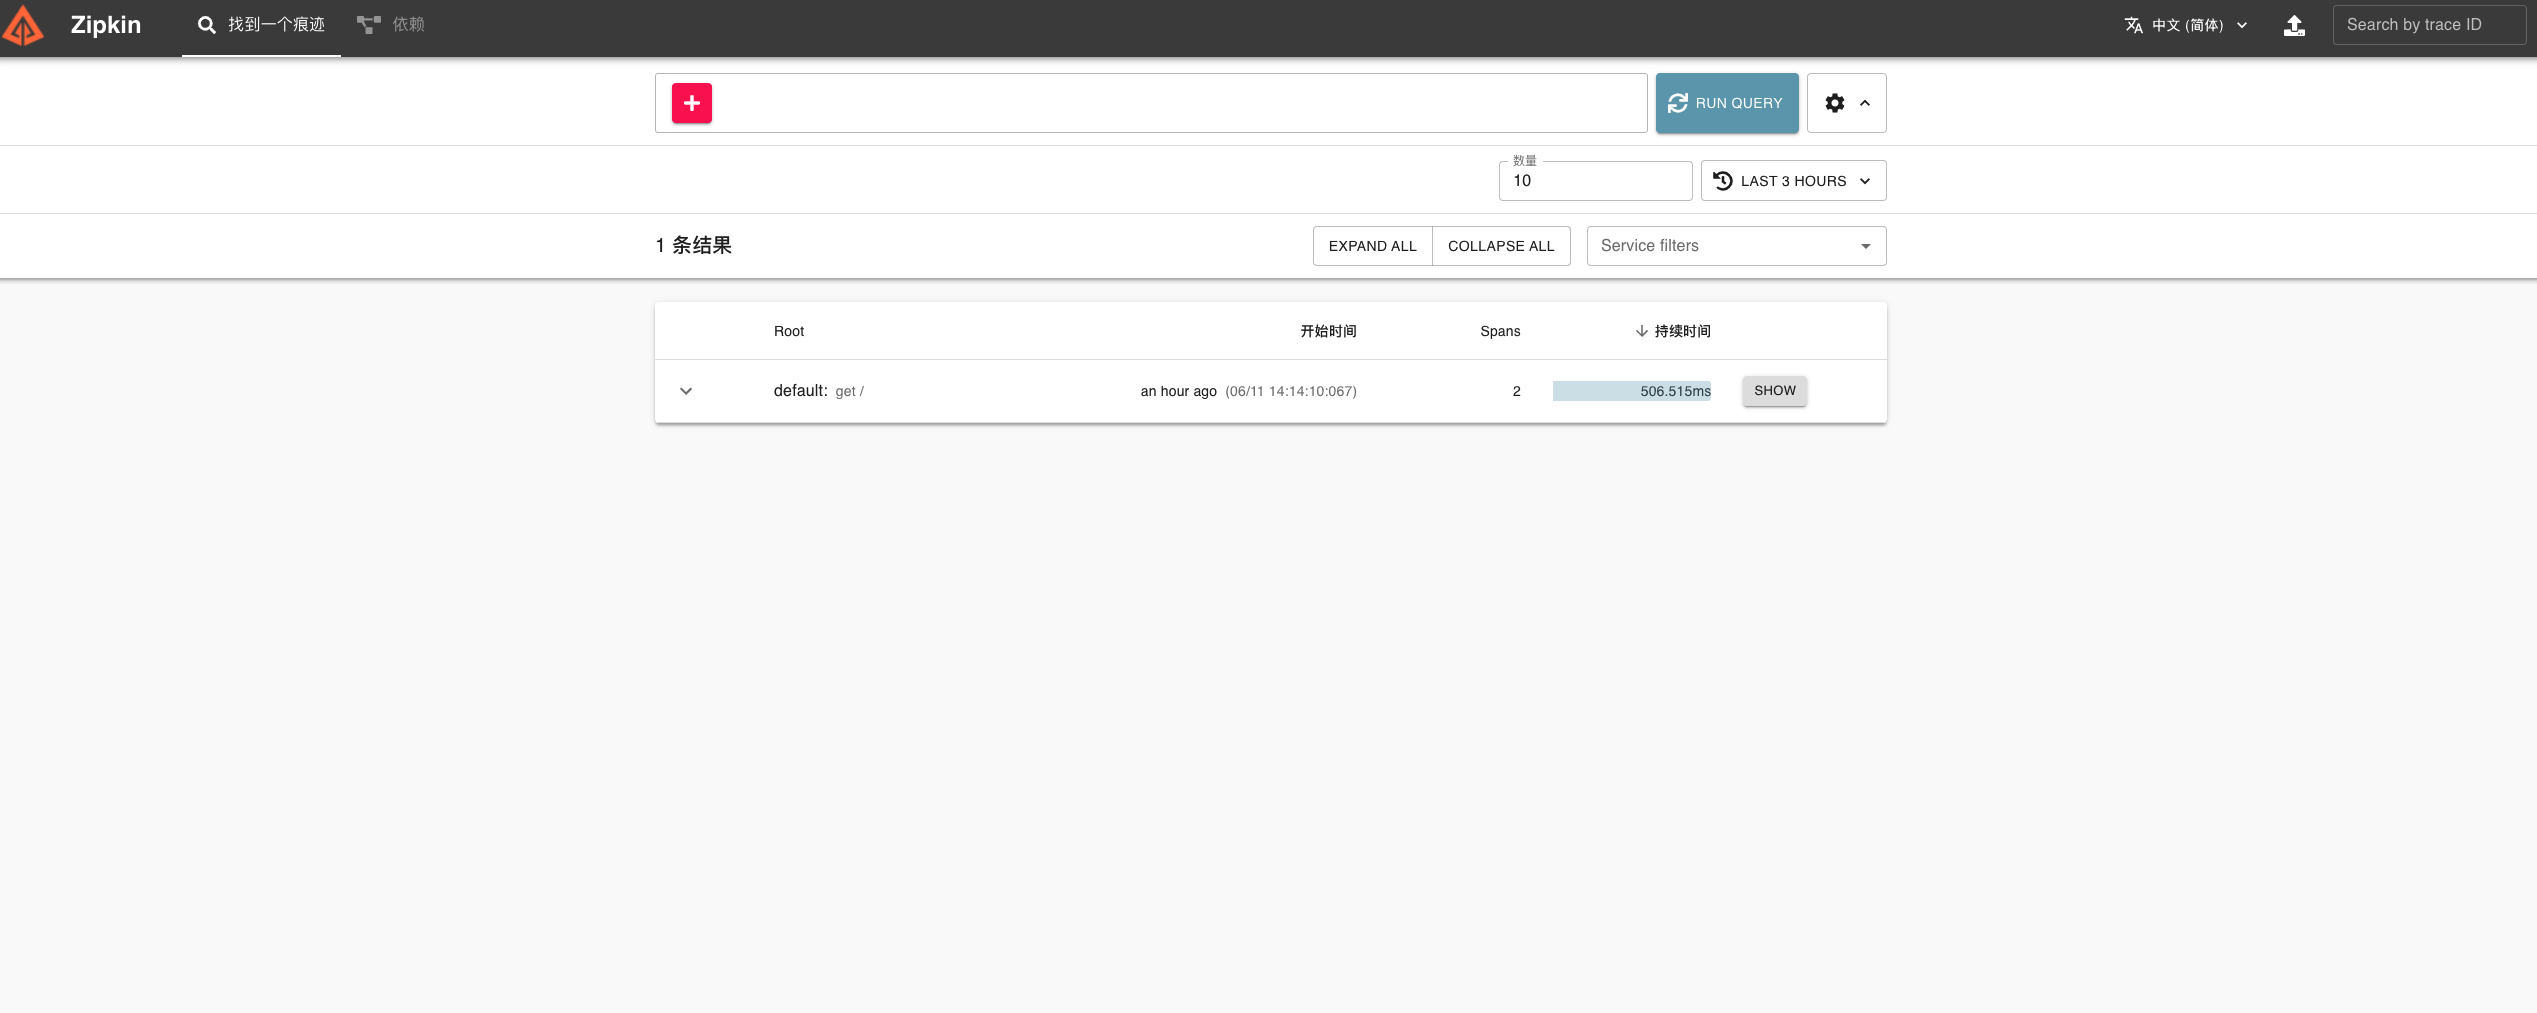 Zipkin 找到一个痕迹 依赖 中文 (简体) Search by trace ID
RUN QUERY
数量
10 LAST 3 HOURS
1 条结果 EXPAND ALL COLLAPSE ALL Service filters
Root 开始时间 Spans 持续时间
default: get / an hour ago (06/11 14:14:10:067) 2 506.515ms SHOW